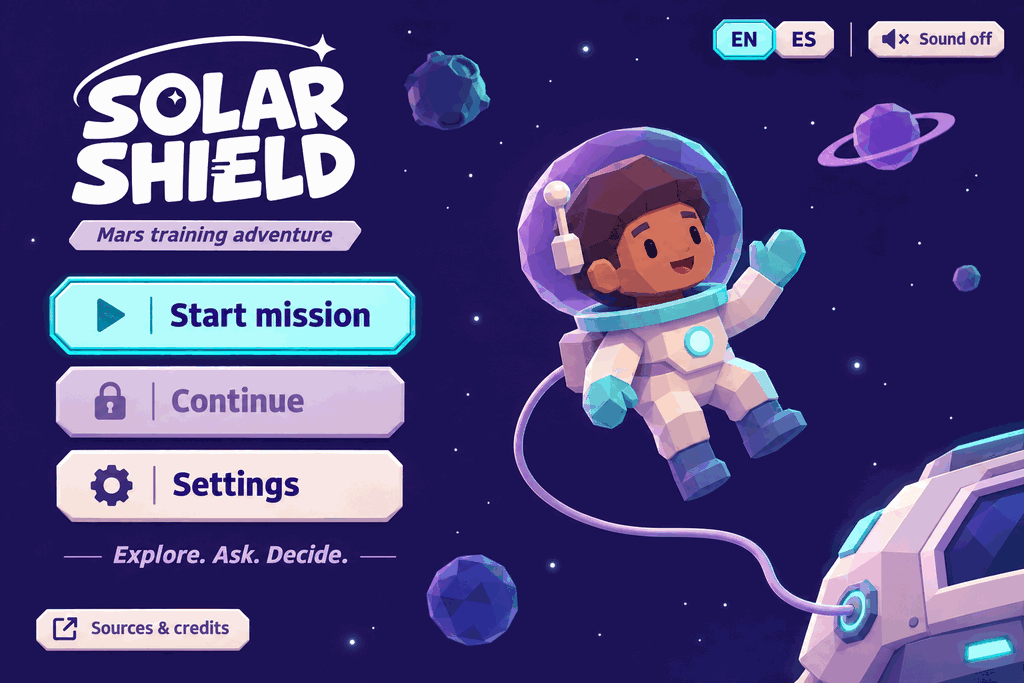 SOLAR
SHIELD
Mars training adventure
EN ES Sound off
Start mission
Continue
Settings
Explore. Ask. Decide.
Sources & credits